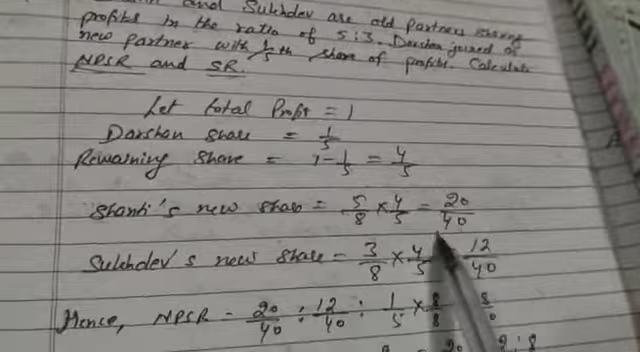 and Sukhdev are old partners sharing
profits in the ratio of 5:3. Darshan joined as
new partner with 1/5th share of profits. Calculate
NPSR and SR.
Let total Profit = 1
Darshan share = 1/5
Remaining share = 1 - 1/5 = 4/5
Shanti's new share = 5/8 × 4/5 = 20/40
Sukhdev's new share = 3/8 × 4/5 12/40
Hence, NPSR = 20/40 : 12/40 : 1/5 × 8/8 8